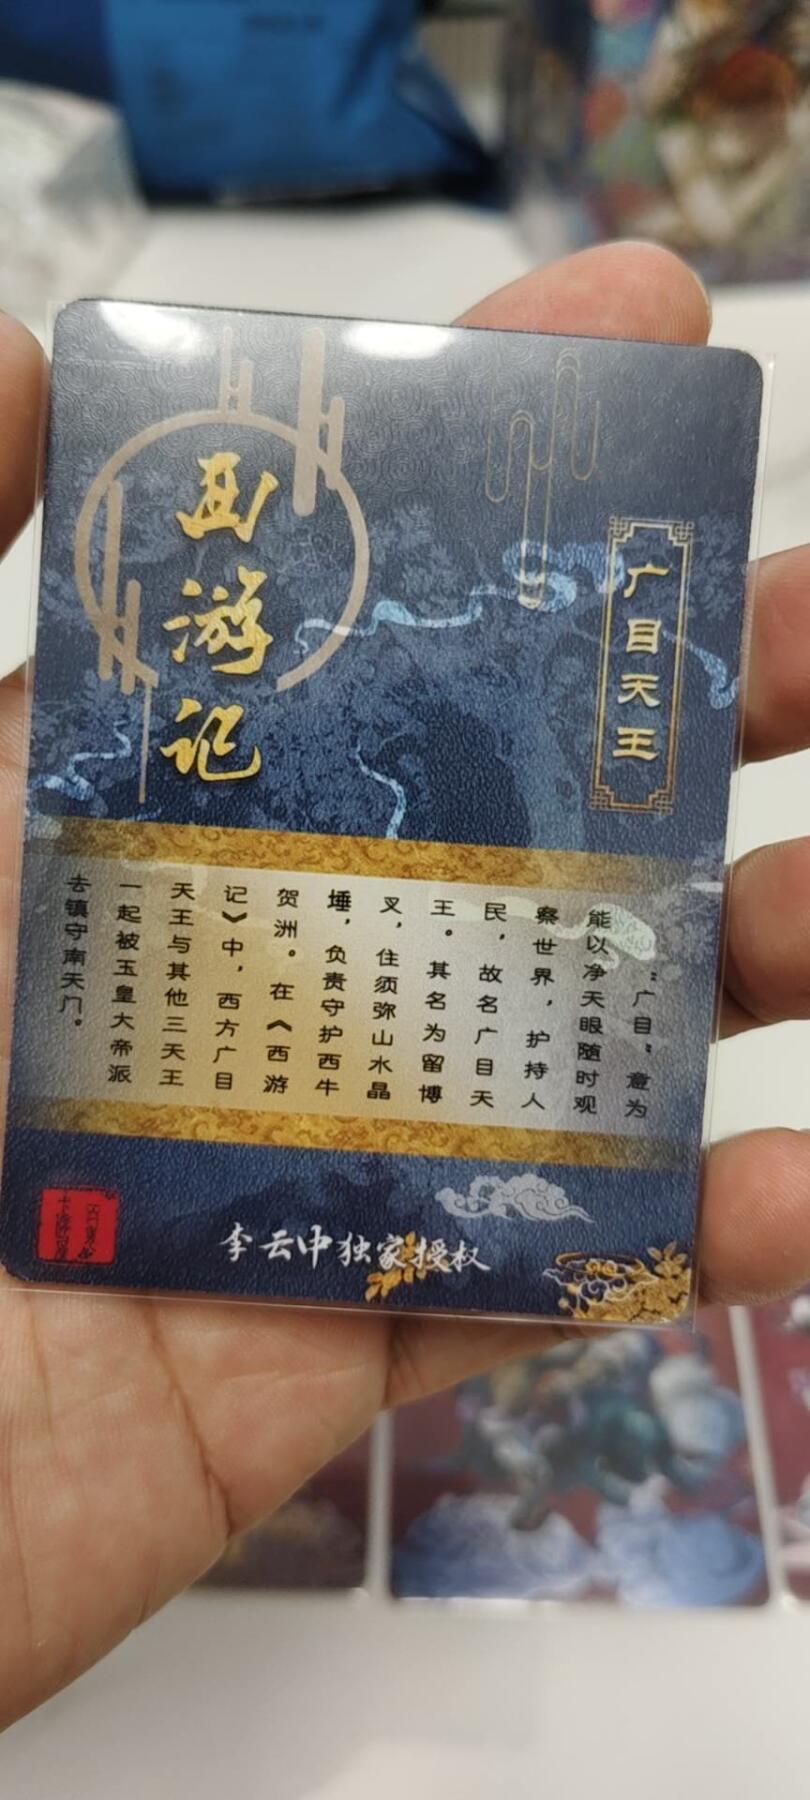 西游记
广目天王
“广目”意为
能以净天眼随时观
察世界，护持人
民，故名广目天
王。其名为留博
叉，住须弥山水晶
埵，负责守护西牛
贺洲。在《西游
记》中，西方广目
天王与其他三天王
一起被玉皇大帝派
去镇守南天门。
李云中独家授权